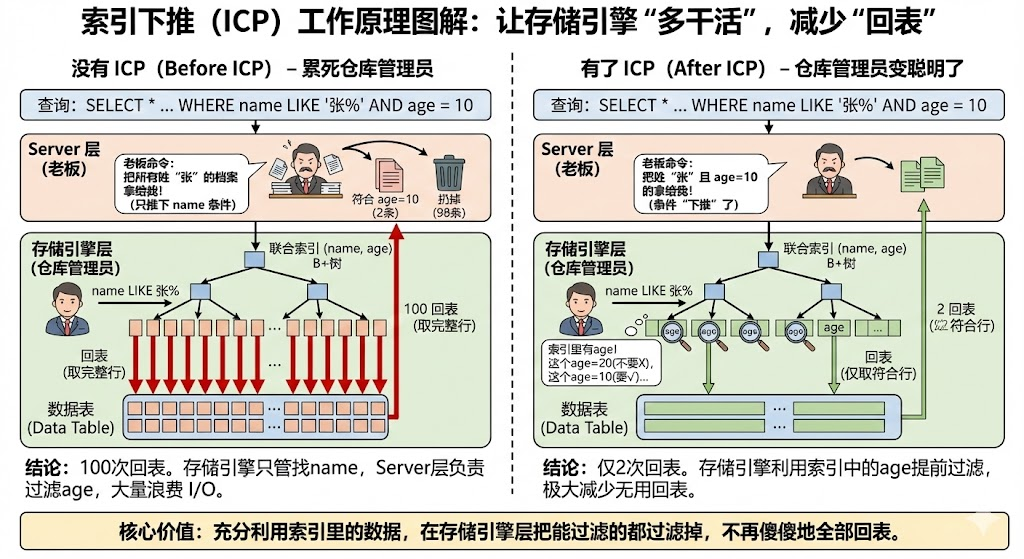 索引下推（ICP）工作原理图解：让存储引擎“多干活”，减少“回表”
没有 ICP（Before ICP）– 累死仓库管理员
查询：SELECT * ... WHERE name LIKE '张%' AND age = 10
Server 层
（老板）
老板命令：
把所有姓“张”的档案
拿给我！
（只推下 name 条件）
符合 age=10
(2条)
扔掉
(98条)
存储引擎层
（仓库管理员）
联合索引 (name, age)
B+树
name LIKE 张%
100 回表
（取完整行）
...
...
回表
（取完整行）
数据表
(Data Table)
...
...
结论：100次回表。存储引擎只管找name，Server层负责
过滤age，大量浪费 I/O。
有了 ICP（After ICP）– 仓库管理员变聪明了
查询：SELECT * ... WHERE name LIKE '张%' AND age = 10
Server 层
（老板）
老板命令：
把姓“张”且 age=10
的拿给我！
（条件“下推”了）
存储引擎层
（仓库管理员）
联合索引 (name, age)
B+树
name LIKE 张%
2 回表
符合行）
age
...
索引里有age!
这个age=20(不要X)，
这个age=10(要√)...
回表
（仅取符合行）
数据表
(Data Table)
...
...
结论：仅2次回表。存储引擎利用索引中的age提前过滤，
极大减少无用回表。
核心价值：充分利用索引里的数据，在存储引擎层把能过滤的都过滤掉，不再傻傻地全部回表。